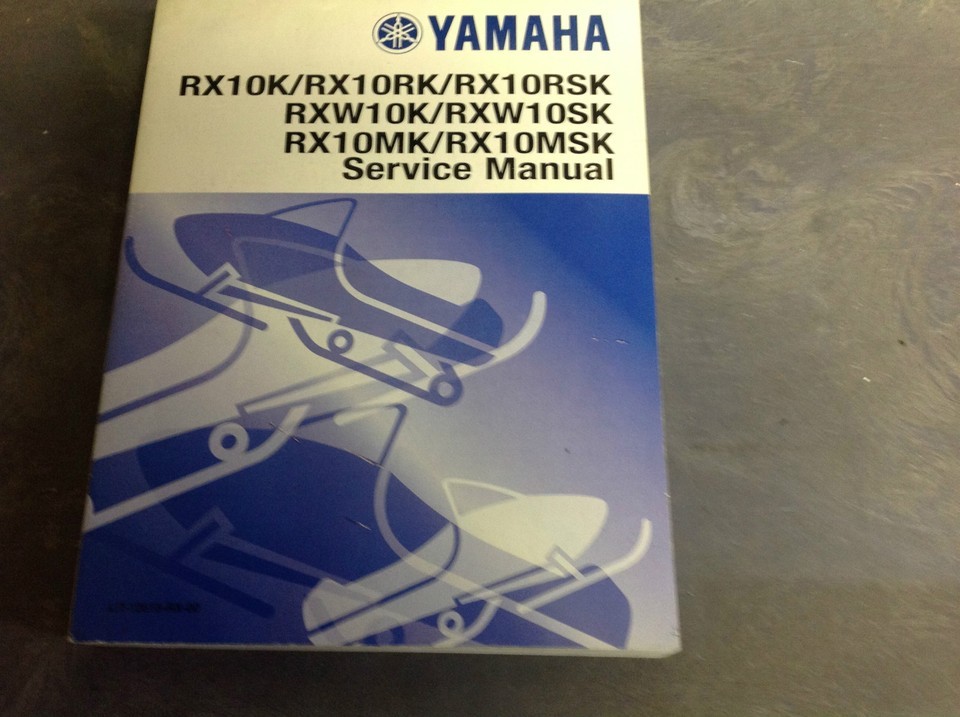 YAMAHA
RX10K/RX10RK/RX10RSK
RXW10K/RXW10SK
RX10MK/RX10MSK
Service Manual